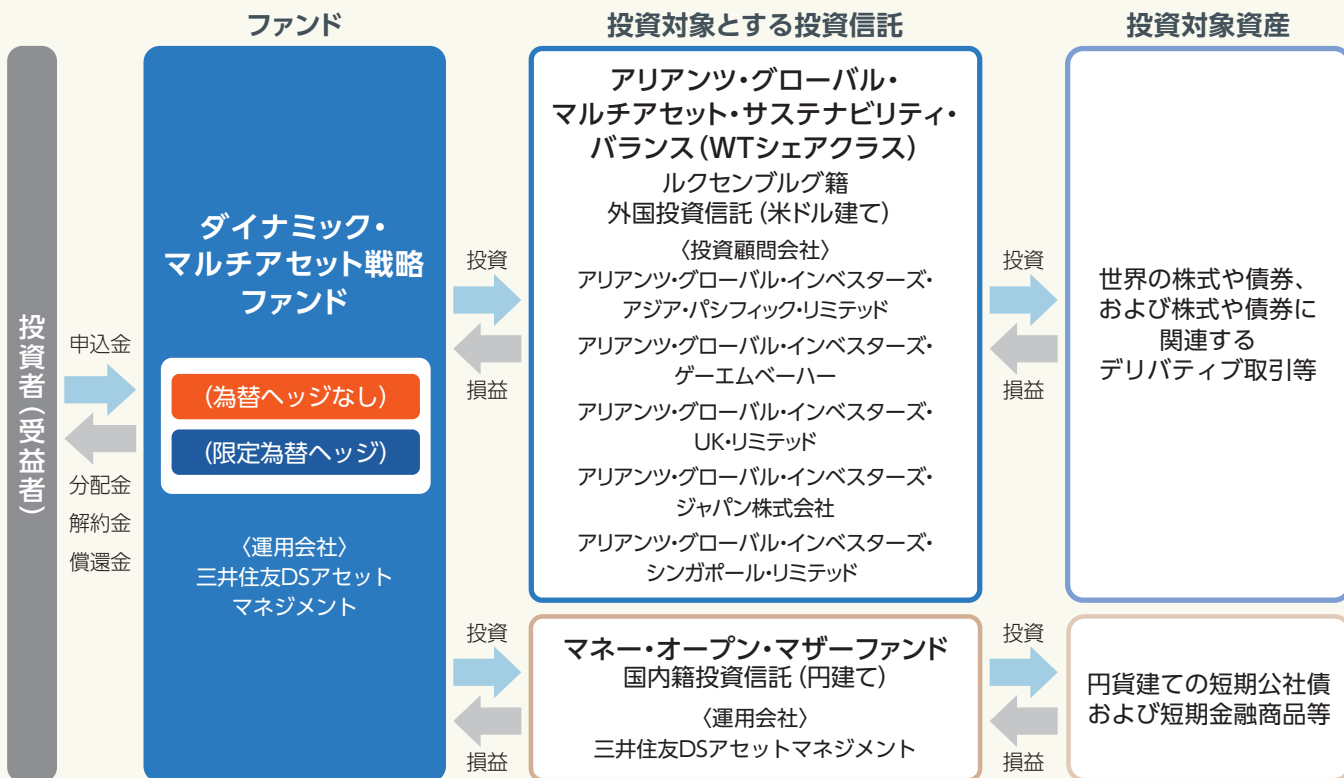 ファンド
投資対象とする投資信託
投資対象資産
投資者(受益者)
申込金
分配金
解約金
償還金
ダイナミック・
マルチアセット戦略
ファンド
(為替ヘッジなし)
(限定為替ヘッジ)
〈運用会社〉
三井住友DSアセット
マネジメント
投資
損益
アリアンツ・グローバル・
マルチアセット・サステナビリティ・
バランス(WTシェアクラス)
ルクセンブルグ籍
外国投資信託(米ドル建て)
〈投資顧問会社〉
アリアンツ・グローバル・インベスターズ・
アジア・パシフィック・リミテッド
アリアンツ・グローバル・インベスターズ・
ゲーエムベーハー
アリアンツ・グローバル・インベスターズ・
UK・リミテッド
アリアンツ・グローバル・インベスターズ・
ジャパン株式会社
アリアンツ・グローバル・インベスターズ・
シンガポール・リミテッド
投資
損益
世界の株式や債券、
および株式や債券に
関連する
デリバティブ取引等
投資
損益
マネー・オープン・マザーファンド
国内籍投資信託(円建て)
〈運用会社〉
三井住友DSアセットマネジメント
投資
損益
円貨建ての短期公社債
および短期金融商品等